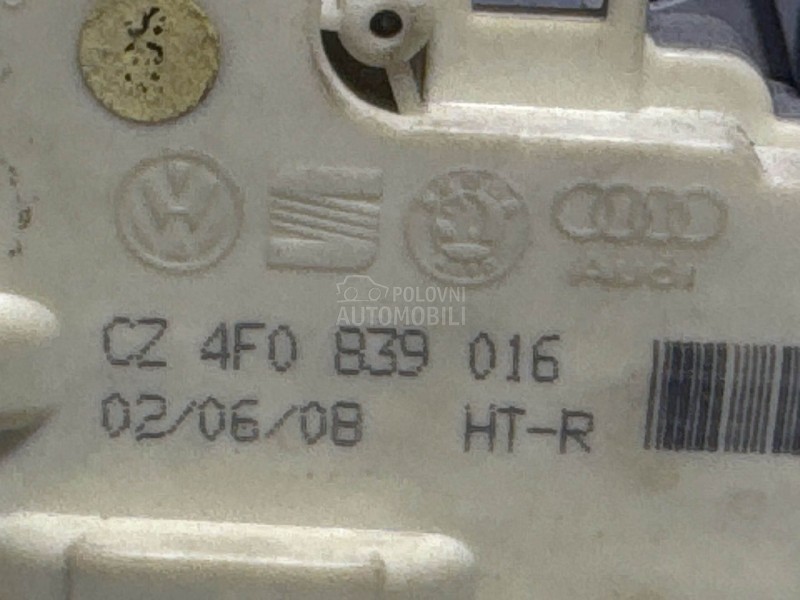 AUDI
POLOVNI
AUTOMOBILI
CZ 4F0 839 016
02/06/08 HT-R